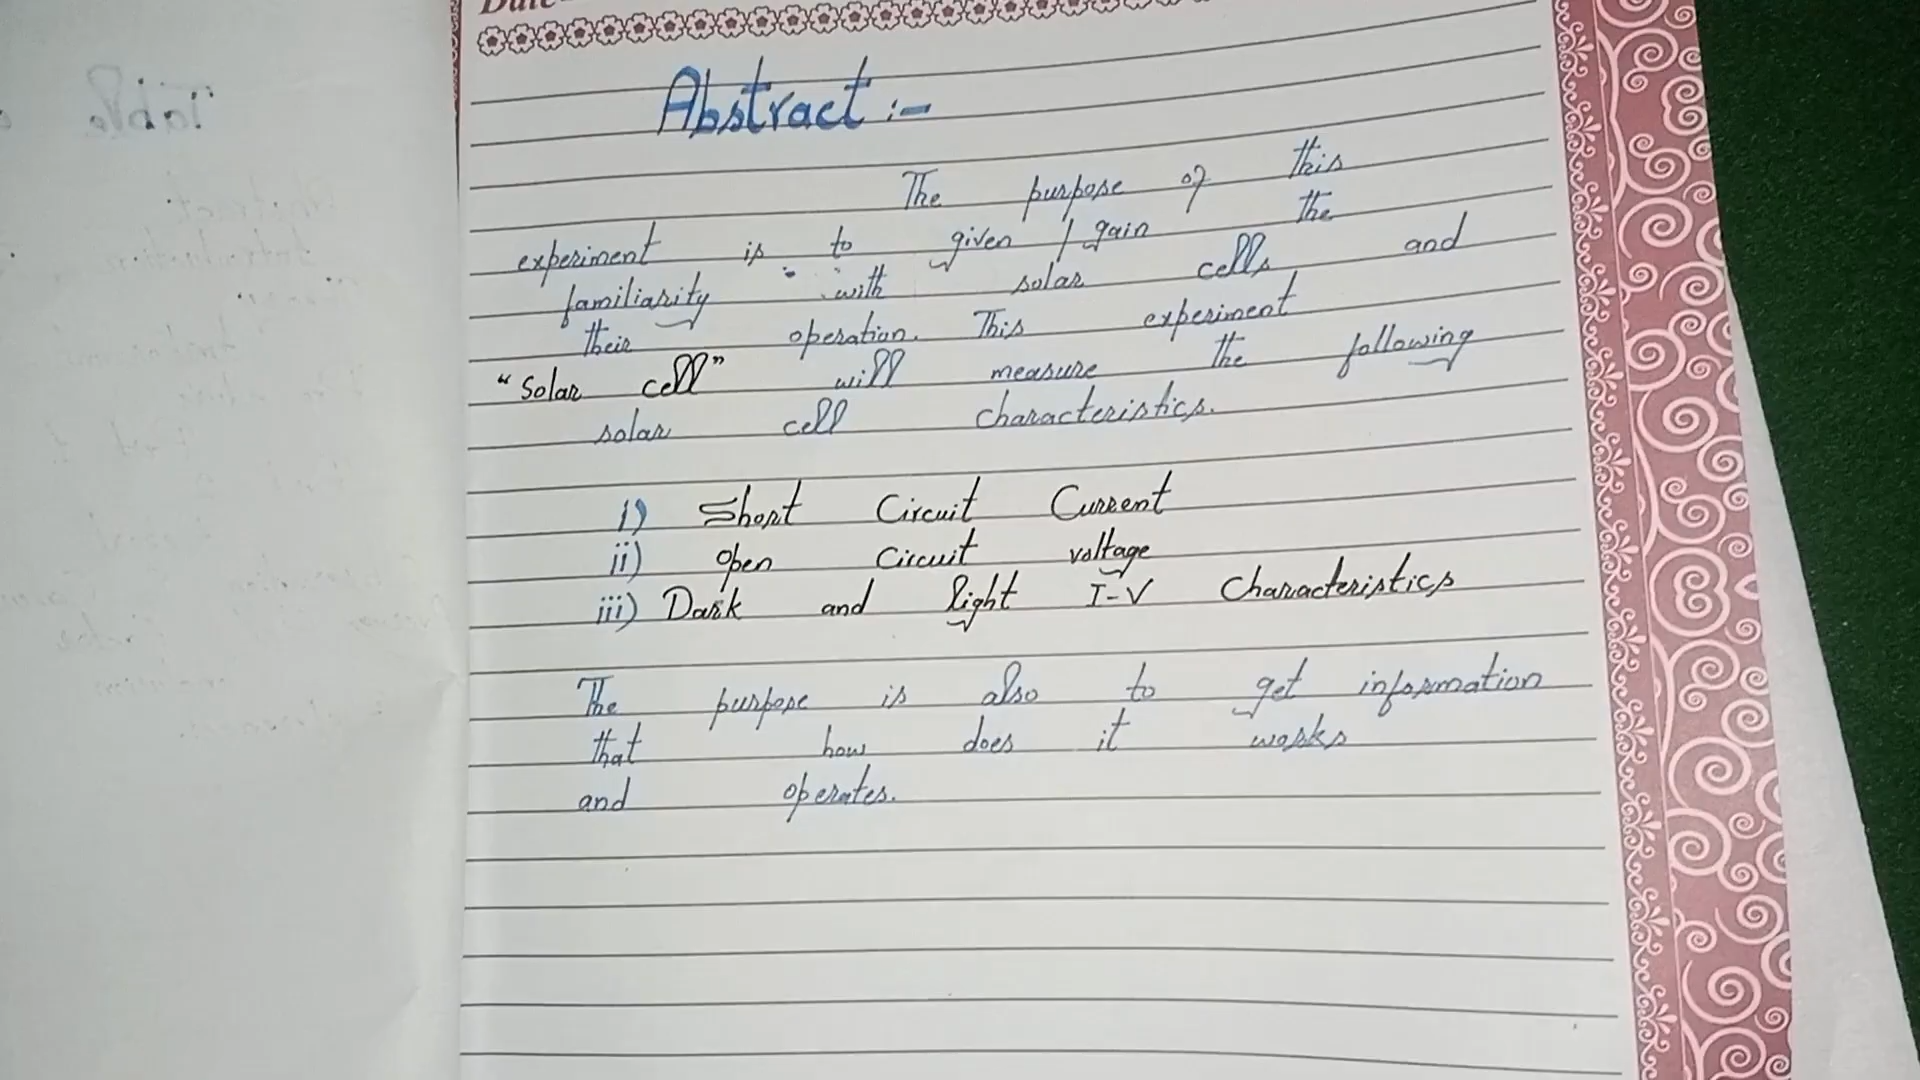 Date
Abstract :-
The purpose of this
experiment is to given / gain the
familiarity with solar cells and
their operation. This experiment
"Solar cell" will measure the following
solar cell characteristics.
i) Short Circuit Current
ii) open Circuit voltage
iii) Dark and light I-V Characteristics
The purpose is also to get information
that how does it works
and operates.
Table